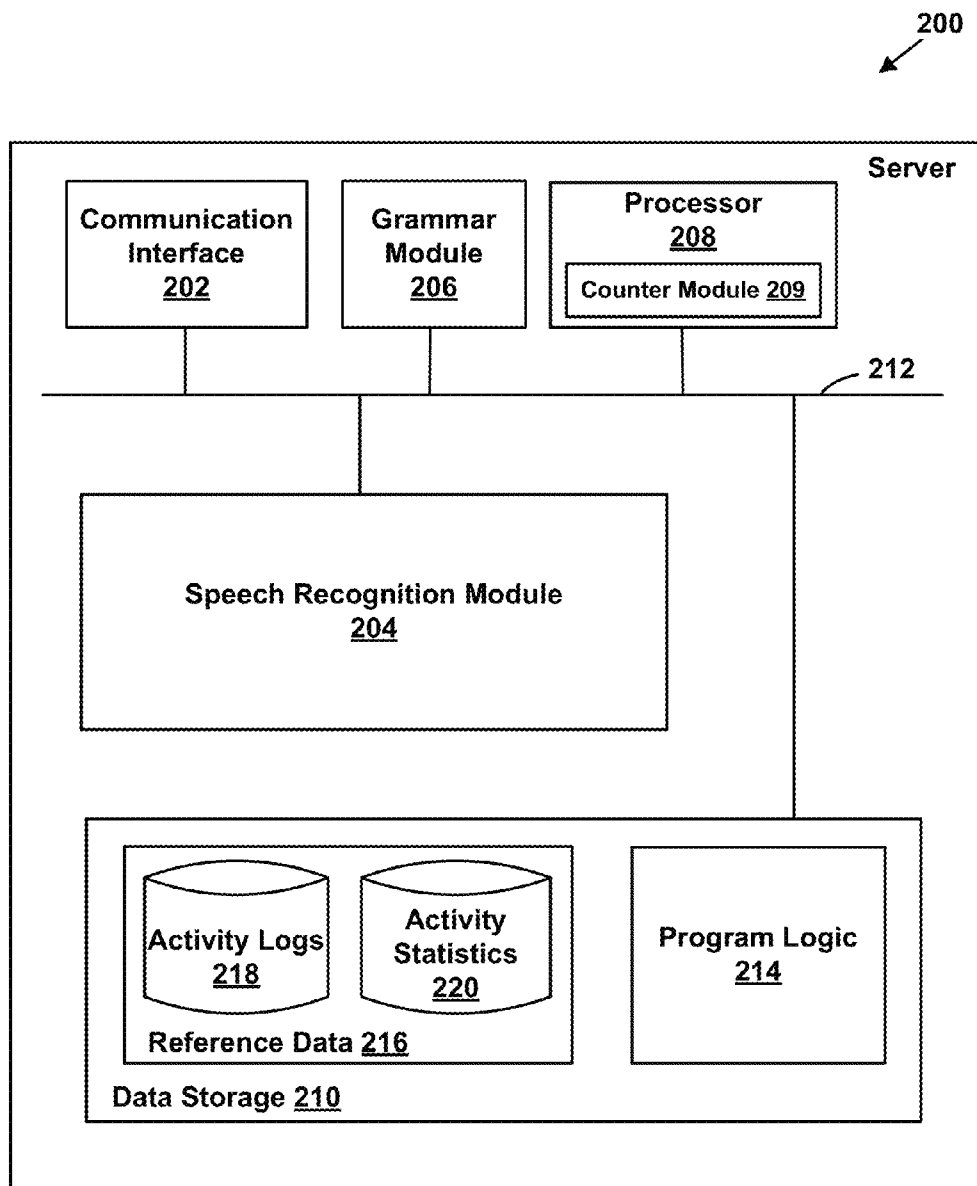 200
Server
Communication
Interface
202
Grammar
Module
206
Processor
208
Counter Module 209
212
Speech Recognition Module
204
Activity Logs
218
Activity
Statistics
220
Reference Data 216
Program Logic
214
Data Storage 210